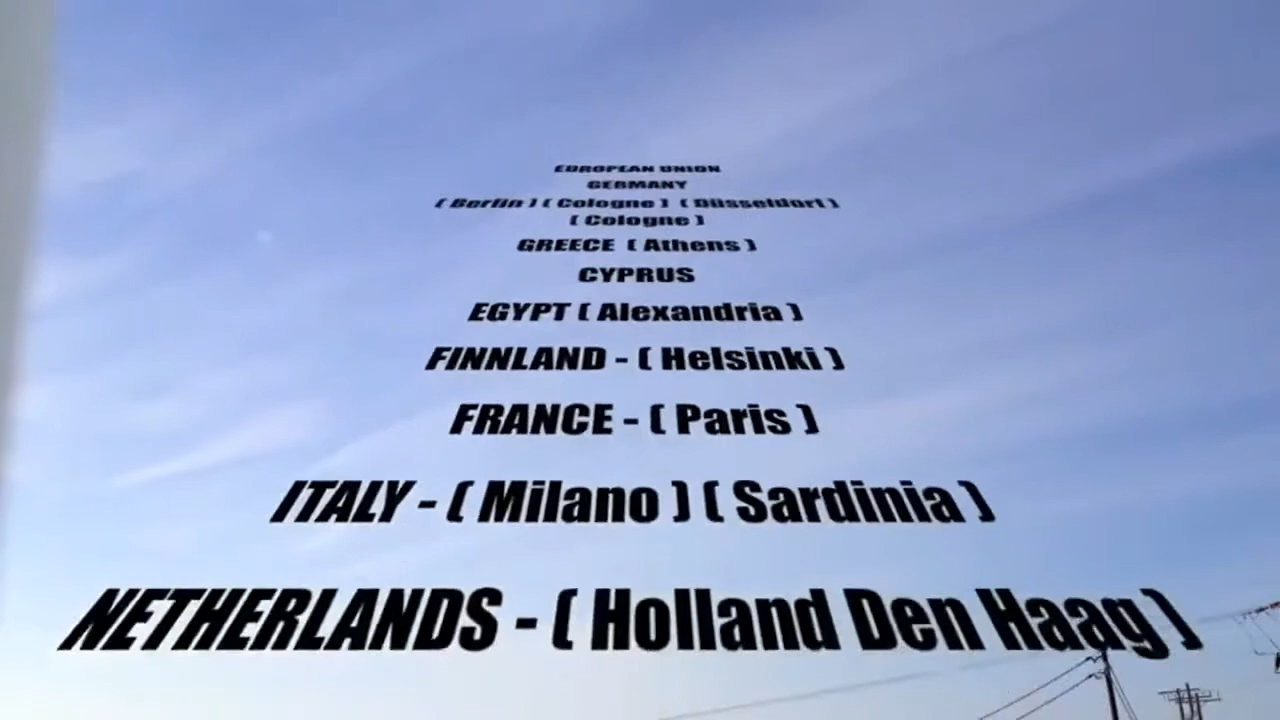 EUROPEAN UNION
GERMANY
( Berlin ) ( Cologne )  ( Düsseldorf )
( Cologne )
GREECE  ( Athens )
CYPRUS
EGYPT ( Alexandria )
FINNLAND - ( Helsinki )
FRANCE - ( Paris )
ITALY - ( Milano ) ( Sardinia )
NETHERLANDS - ( Holland Den Haag )